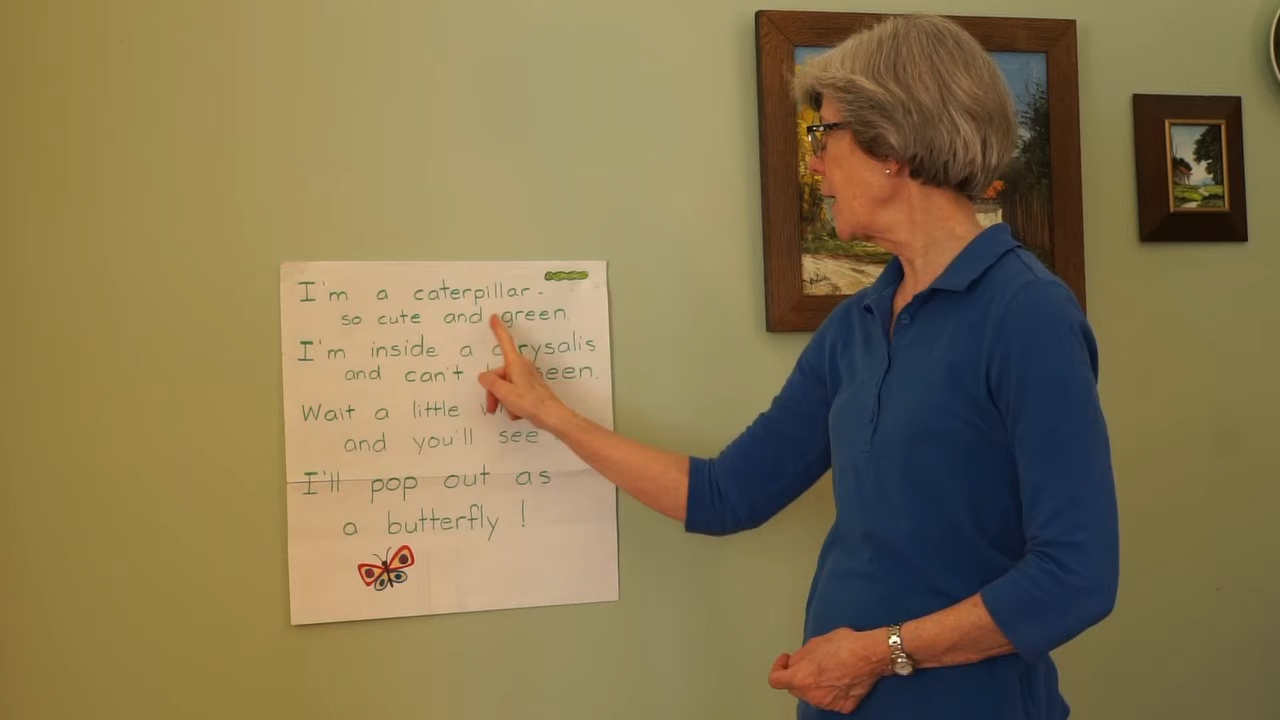 I'm a caterpillar-
so cute and green.
I'm inside a chrysalis
and can't seen.
Wait a little
and you'll see
I'll pop out as
a butterfly!